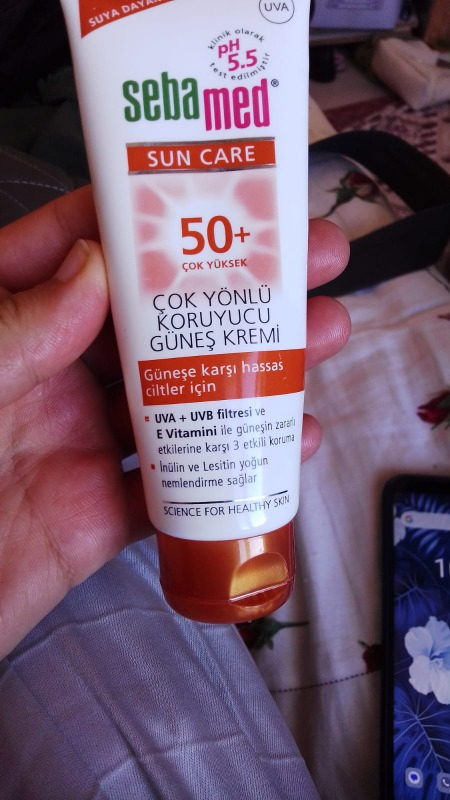 SUYA DAYAN
UVA
klinik olarak
pH
5.5
test edilmiştir
sebamed®
SUN CARE
50+
ÇOK YÜKSEK
ÇOK YÖNLÜ
KORUYUCU
GÜNEŞ KREMİ
Güneşe karşı hassas
ciltler için
UVA + UVB filtresi ve
E Vitamini ile güneşin zararlı
etkilerine karşı 3 etkili koruma
İnülin ve Lesitin yoğun
nemlendirme sağlar
SCIENCE FOR HEALTHY SKIN